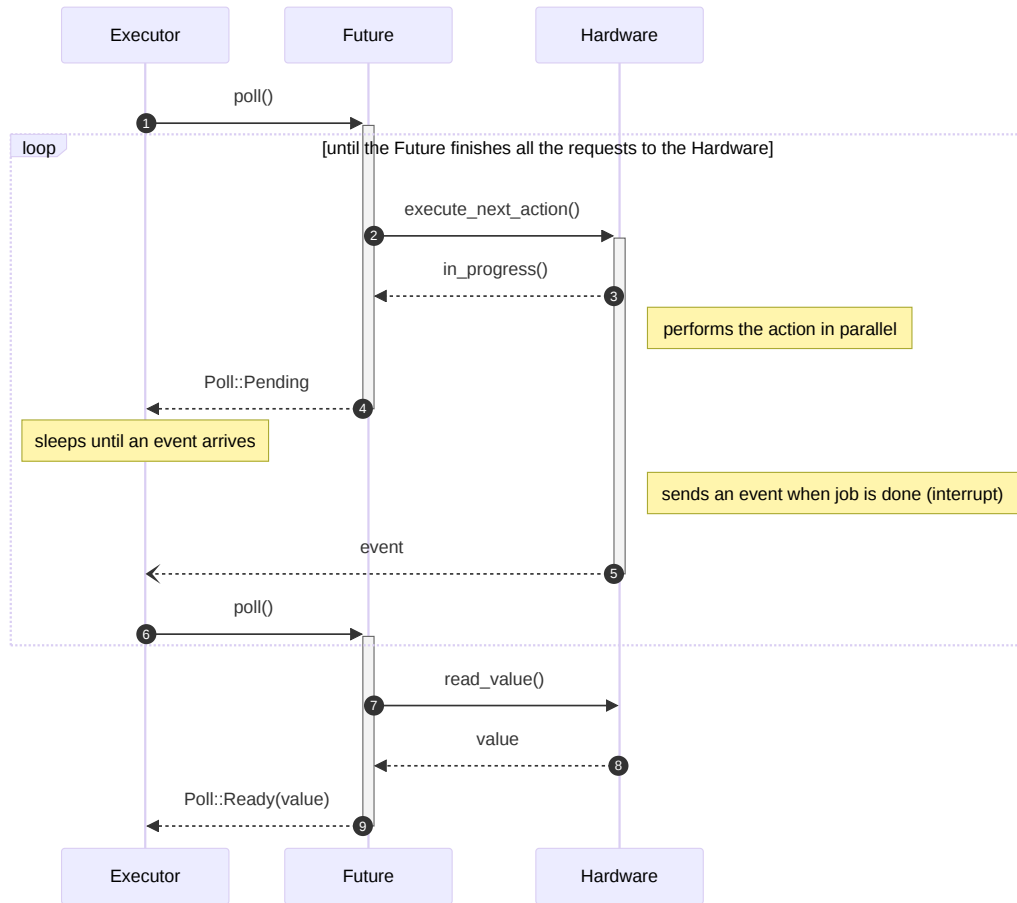 Executor
Future
Hardware
poll()
1
loop
[until the Future finishes all the requests to the Hardware]
execute_next_action()
2
in_progress()
3
performs the action in parallel
Poll::Pending
4
sleeps until an event arrives
sends an event when job is done (interrupt)
event
5
poll()
6
read_value()
7
value
8
Poll::Ready(value)
9
Executor
Future
Hardware